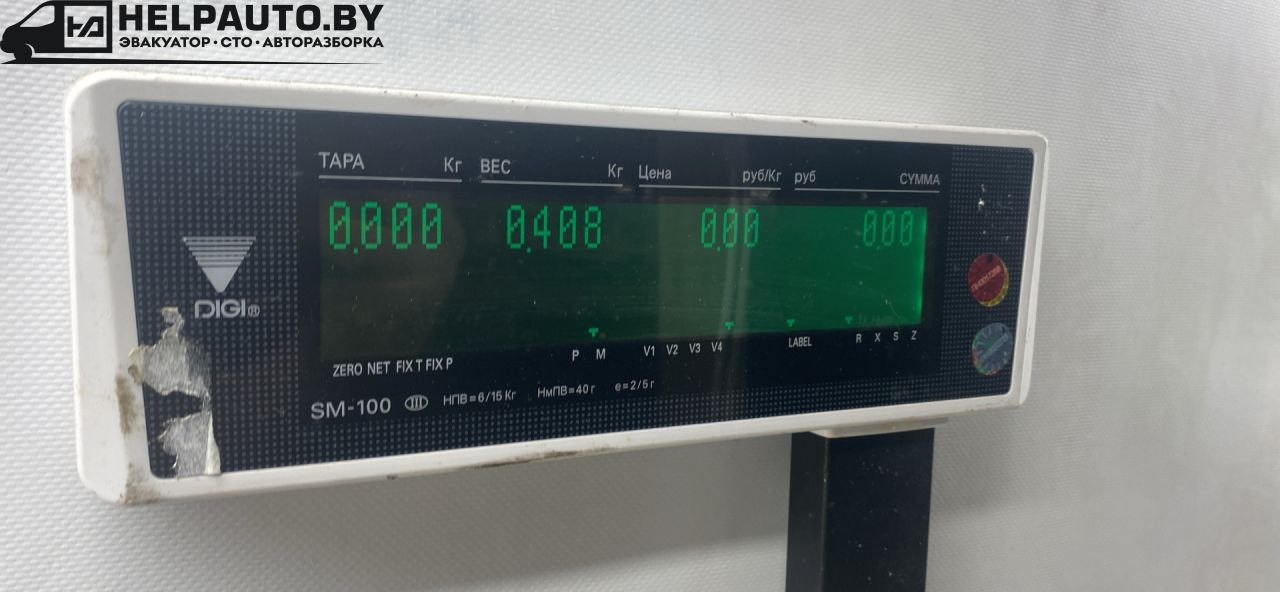 HELPAUTO.BY
ЭВАКУАТОР · СТО · АВТОРАЗБОРКА
ТАРА Кг ВЕС Кг Цена руб/Кг руб СУММА
0.000 0.408 0.00 0.00
DIGI®
P M V1 V2 V3 V4 LABEL R X S Z
ZERO NET FIX T FIX P
SM-100 III НПВ=6/15 Кг НмПВ=40 г e=2/5 г